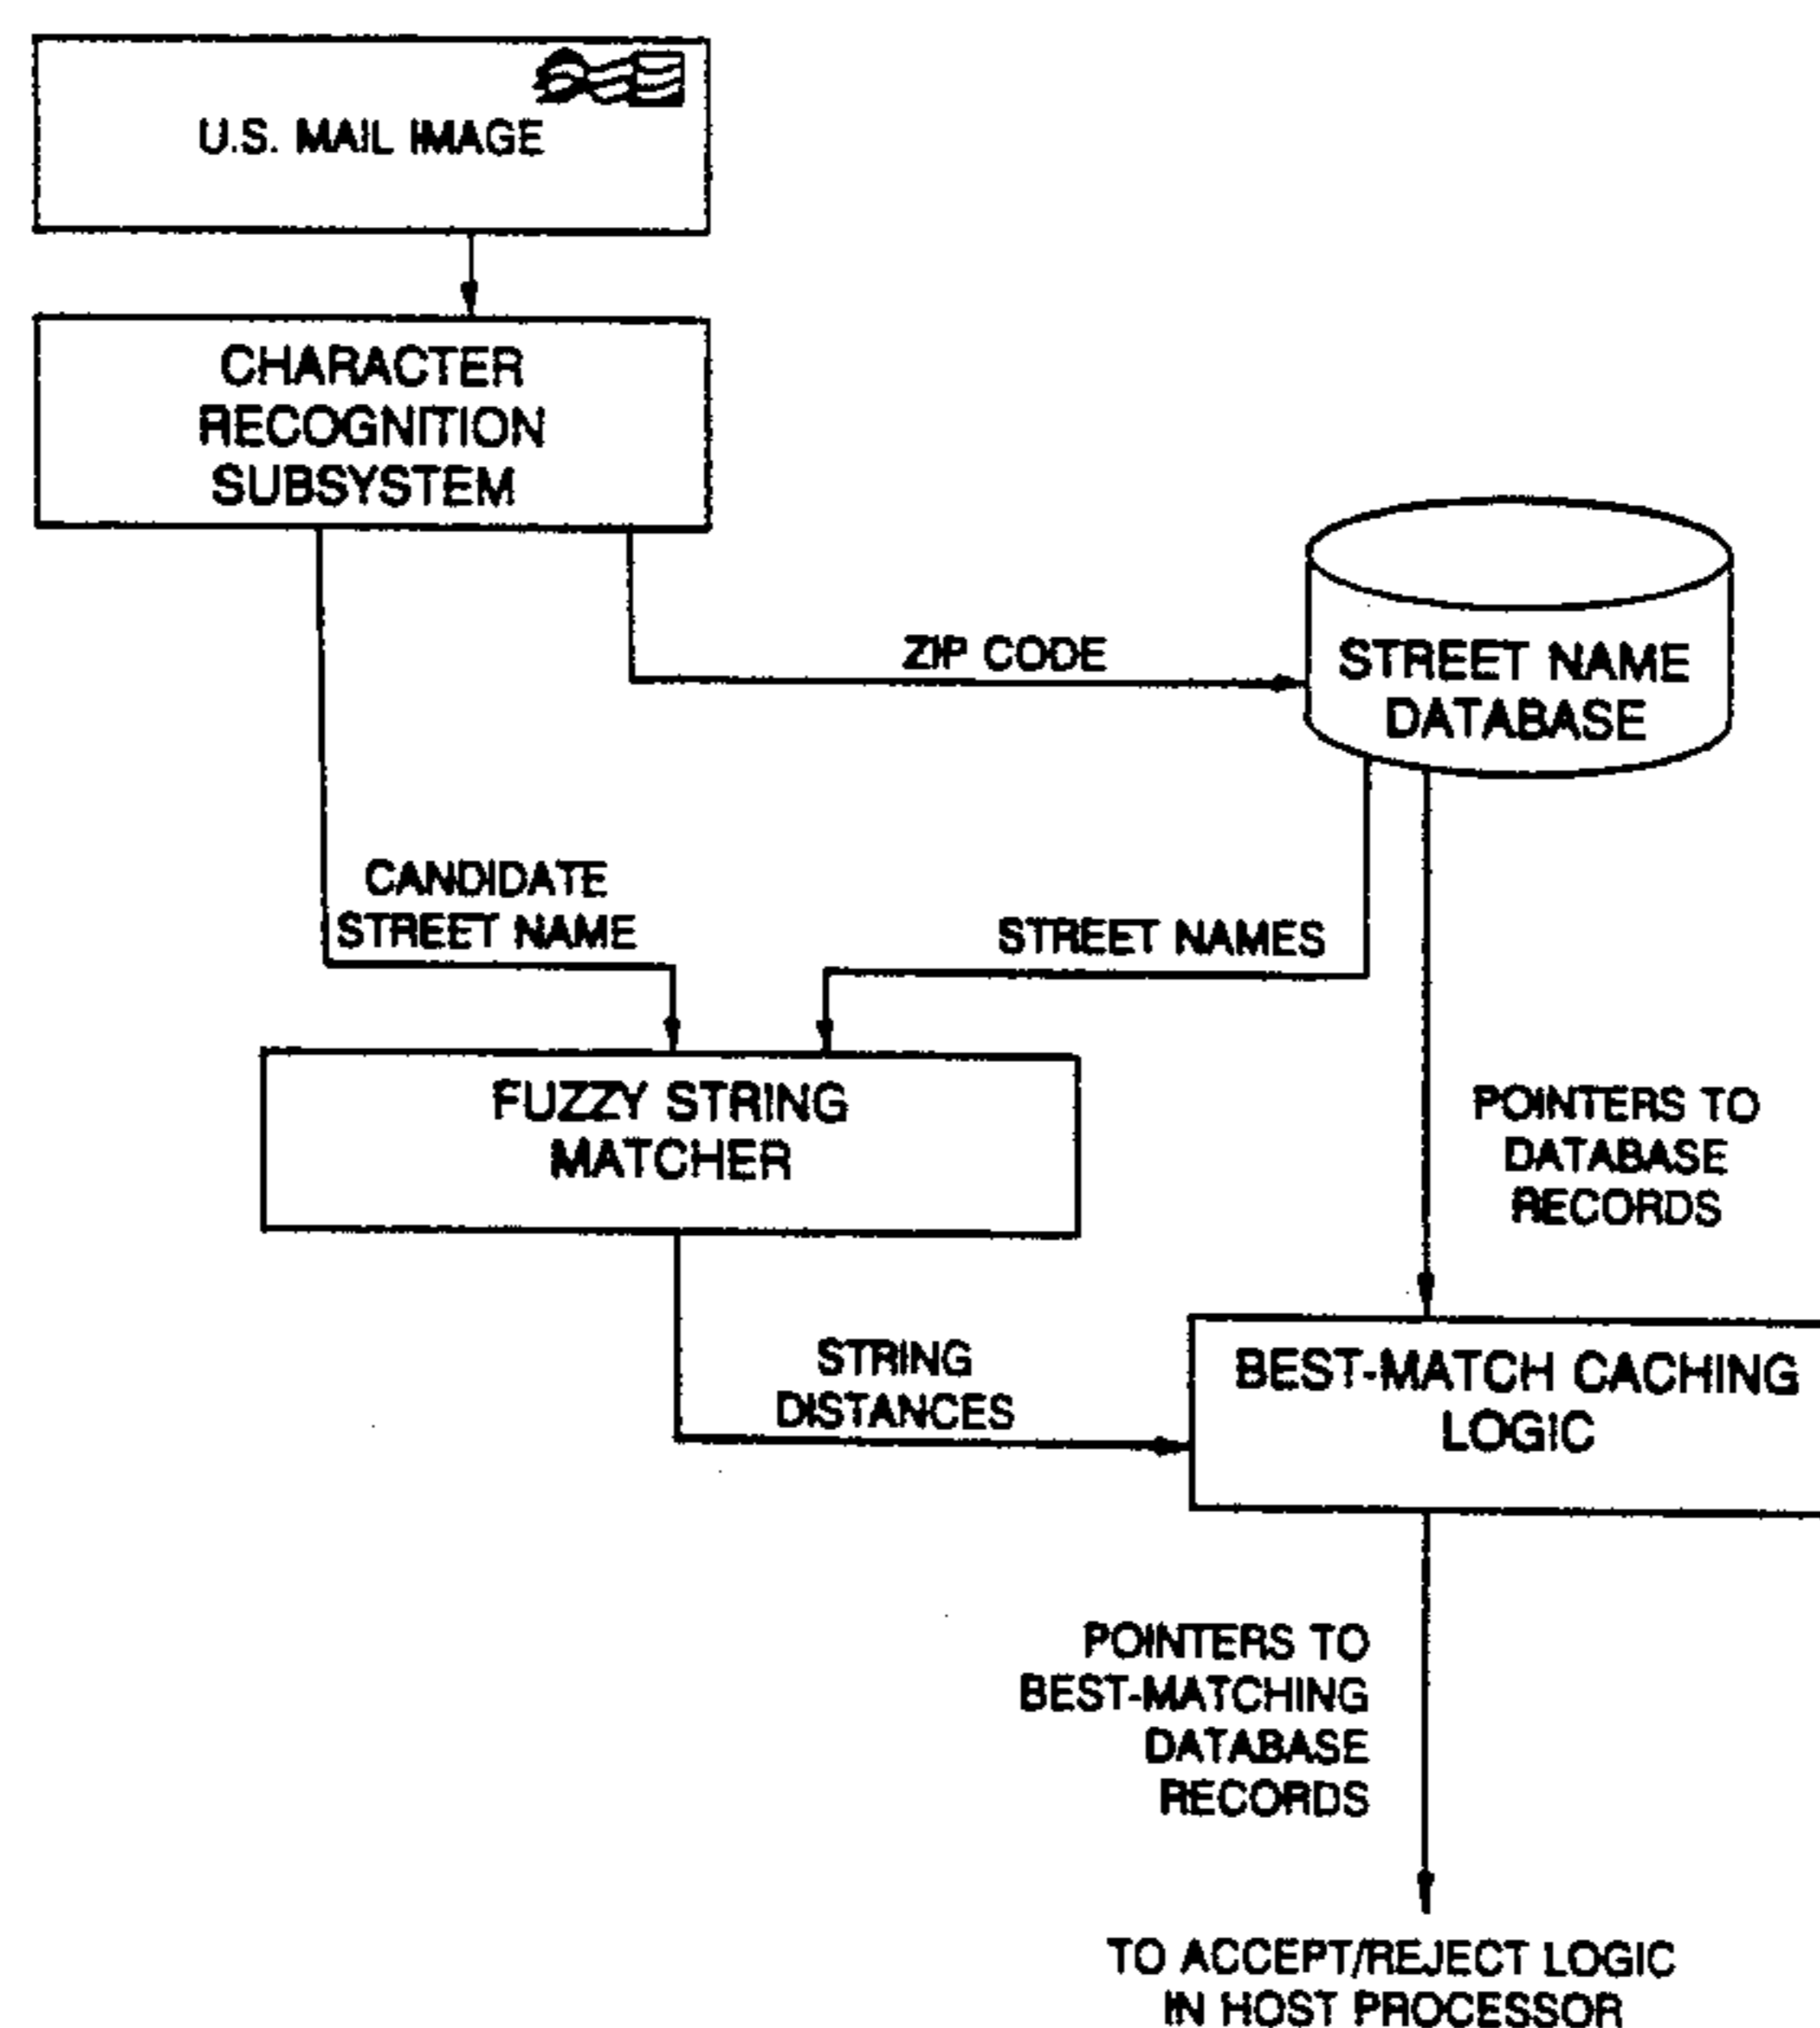 U.S. MAIL IMAGE
CHARACTER
RECOGNITION
SUBSYSTEM
ZIP CODE
STREET NAME
DATABASE
CANDIDATE
STREET NAME
STREET NAMES
FUZZY STRING
MATCHER
POINTERS TO
DATABASE
RECORDS
STRING
DISTANCES
BEST-MATCH CACHING
LOGIC
POINTERS TO
BEST-MATCHING
DATABASE
RECORDS
TO ACCEPT/REJECT LOGIC
IN HOST PROCESSOR